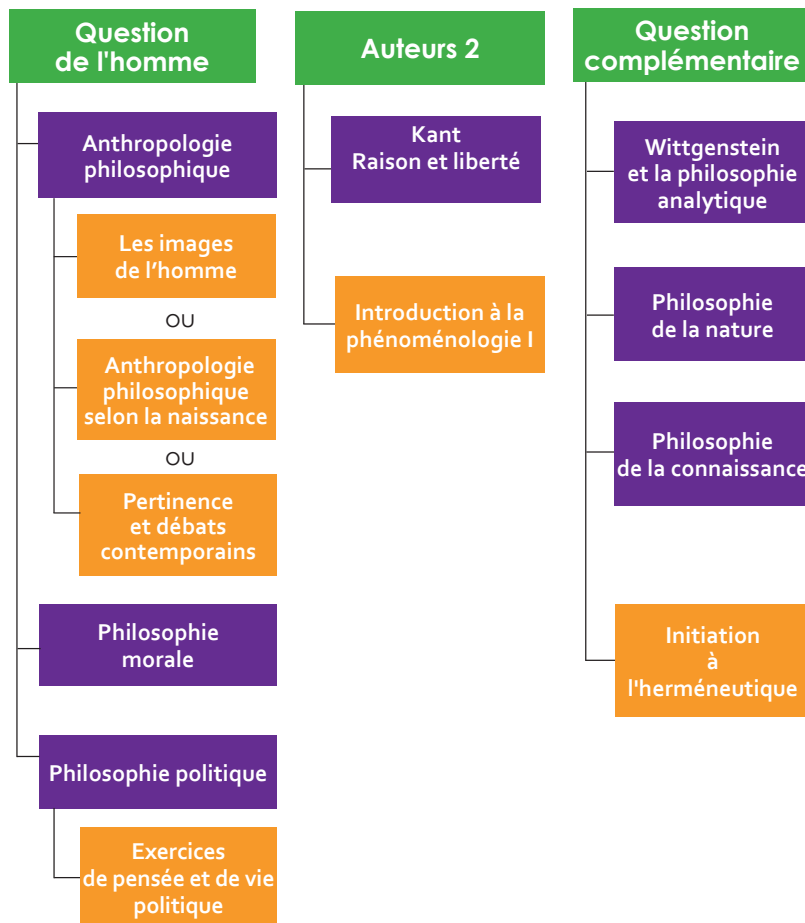 Question
de l'homme
Anthropologie
philosophique
Les images
de l’homme
OU
Anthropologie
philosophique
selon la naissance
OU
Pertinence
et débats
contemporains
Philosophie
morale
Philosophie politique
Exercices
de pensée et de vie
politique
Auteurs 2
Kant
Raison et liberté
Introduction à la
phénoménologie I
Question
complémentaire
Wittgenstein
et la philosophie
analytique
Philosophie
de la nature
Philosophie
de la connaissance
Initiation
à
l'herméneutique